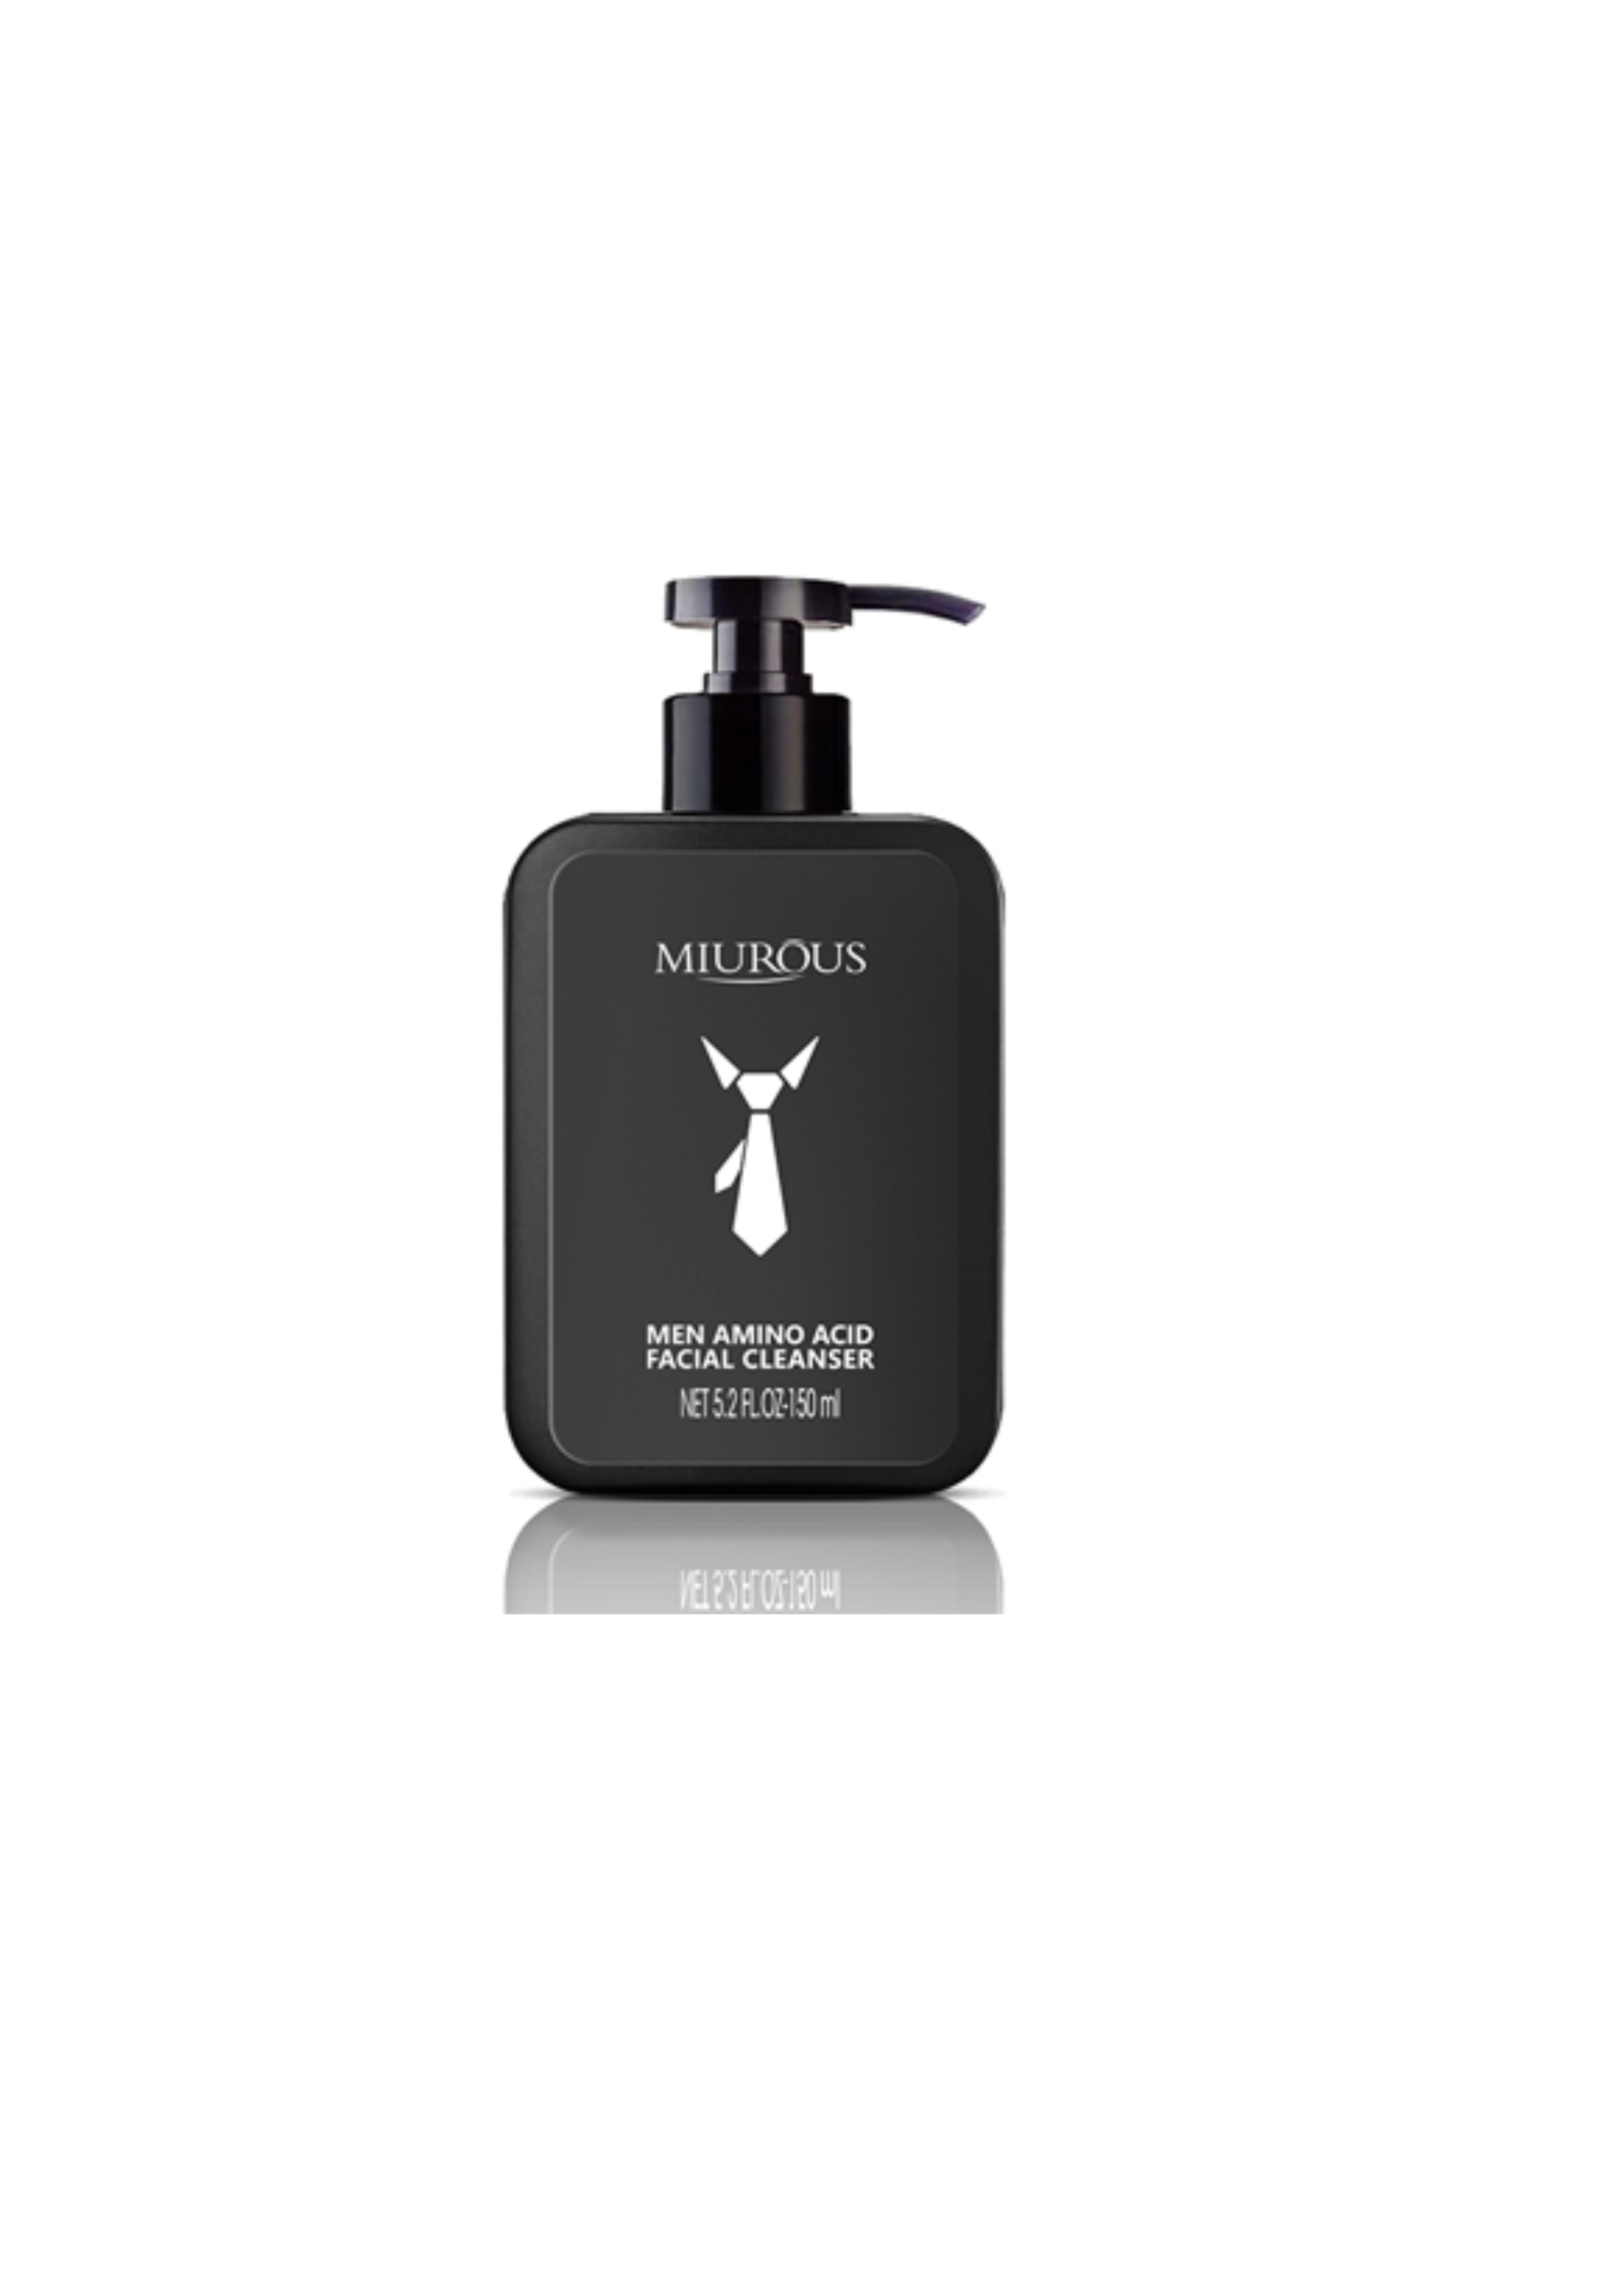 MIUROUS
MEN AMINO ACID
FACIAL CLEANSER
NET 5.2 FL.OZ-150 ml